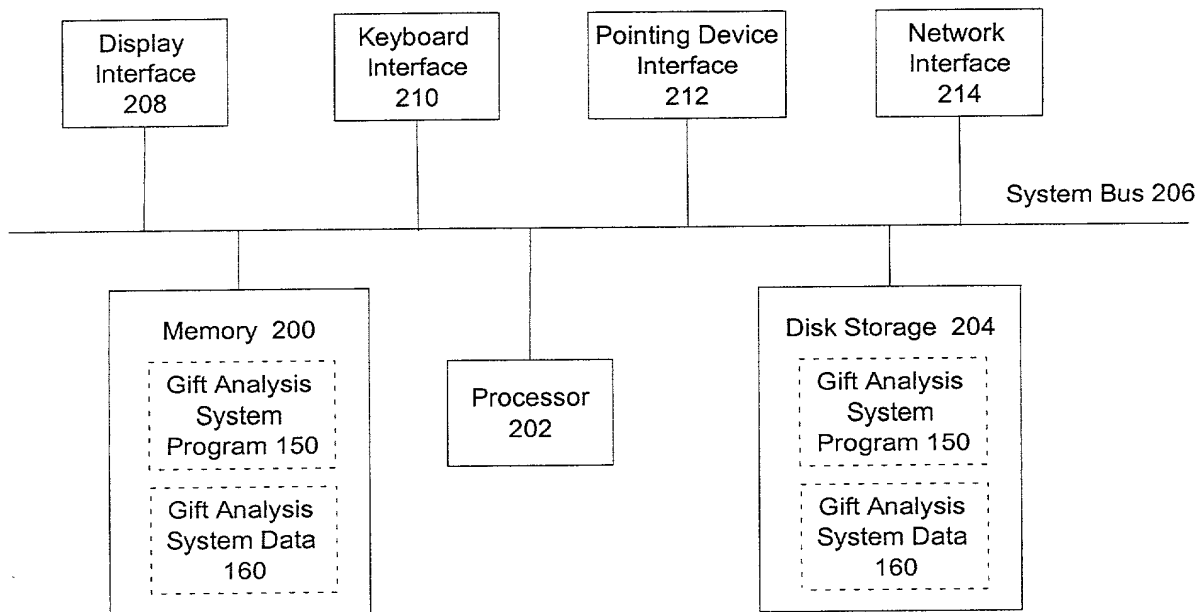 Display
Interface
208
Keyboard
Interface
210
Pointing Device
Interface
212
Network
Interface
214
System Bus 206
Memory 200
Gift Analysis
System
Program 150
Gift Analysis
System Data
160
Processor
202
Disk Storage 204
Gift Analysis
System
Program 150
Gift Analysis
System Data
160